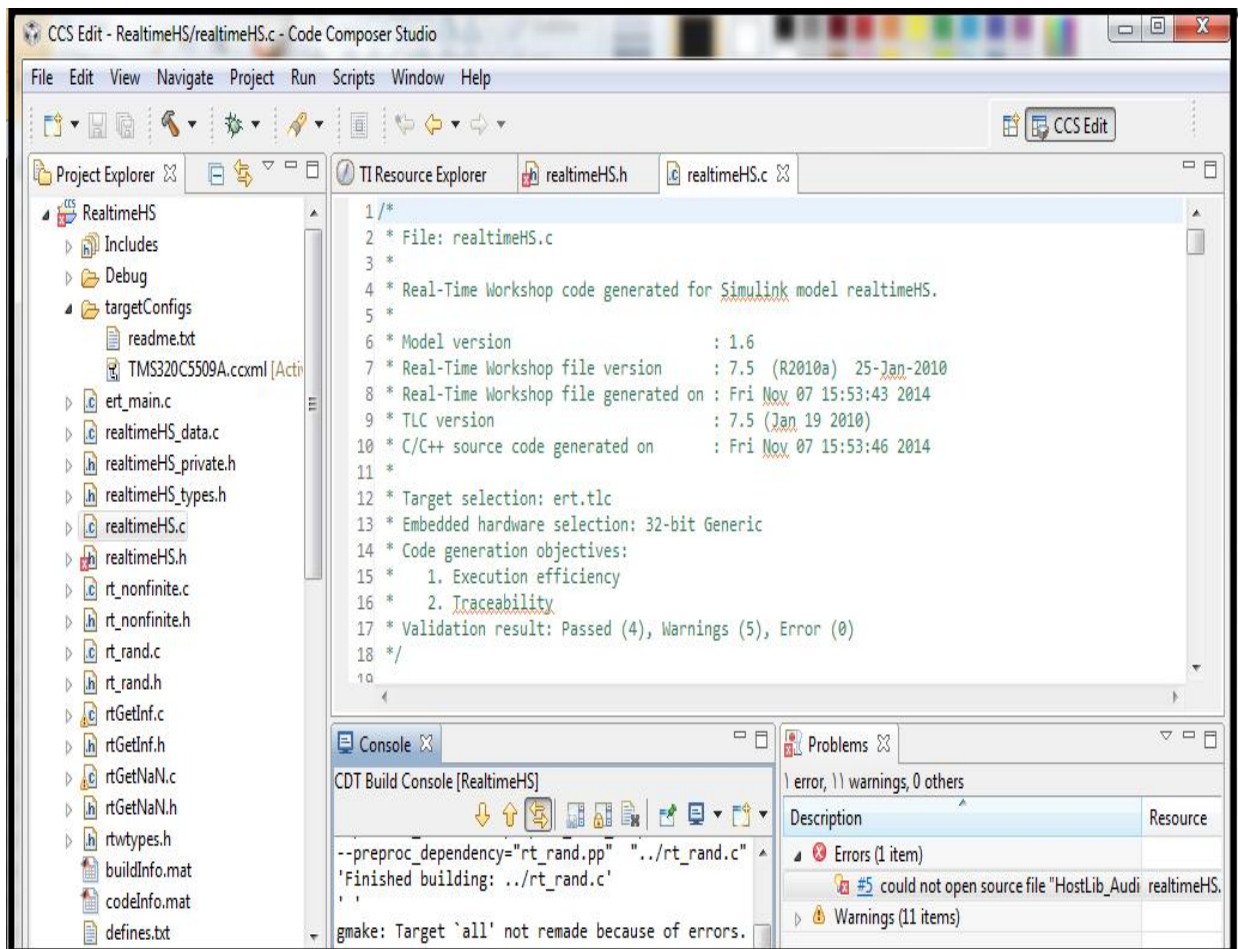 CCS Edit - RealtimeHS/realtimeHS.c - Code Composer Studio
File Edit View Navigate Project Run Scripts Window Help
CCS Edit
Project Explorer
RealtimeHS
Includes
Debug
targetConfigs
readme.txt
TMS320C5509A.ccxml [Activ
ert_main.c
realtimeHS_data.c
realtimeHS_private.h
realtimeHS_types.h
realtimeHS.c
realtimeHS.h
rt_nonfinite.c
rt_nonfinite.h
rt_rand.c
rt_rand.h
rtGetInf.c
rtGetInf.h
rtGetNaN.c
rtGetNaN.h
rtwtypes.h
buildInfo.mat
codeInfo.mat
defines.txt
TI Resource Explorer realtimeHS.h realtimeHS.c
1 /*
2 * File: realtimeHS.c
3 *
4 * Real-Time Workshop code generated for Simulink model realtimeHS.
5 *
6 * Model version : 1.6
7 * Real-Time Workshop file version : 7.5 (R2010a) 25-Jan-2010
8 * Real-Time Workshop file generated on : Fri Nov 07 15:53:43 2014
9 * TLC version : 7.5 (Jan 19 2010)
10 * C/C++ source code generated on : Fri Nov 07 15:53:46 2014
11 *
12 * Target selection: ert.tlc
13 * Embedded hardware selection: 32-bit Generic
14 * Code generation objectives:
15 * 1. Execution efficiency
16 * 2. Traceability
17 * Validation result: Passed (4), Warnings (5), Error (0)
18 */
19
Console
CDT Build Console [RealtimeHS]
--preproc_dependency="rt_rand.pp" "../rt_rand.c"
'Finished building: ../rt_rand.c'
' '
gmake: Target `all' not remade because of errors.
Problems
1 error, 11 warnings, 0 others
Description Resource
Errors (1 item)
#5 could not open source file "HostLib_Audi realtimeHS.
Warnings (11 items)